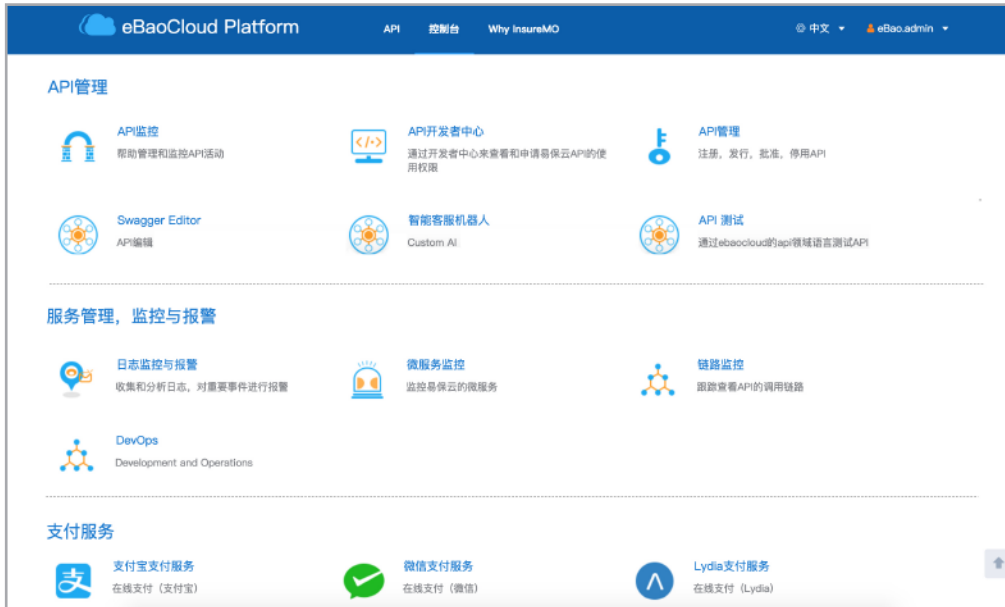 eBaoCloud Platform
API
控制台
Why InsureMO
中文
eBao.admin
API管理
API监控
帮助管理和监控API活动
API开发者中心
通过开发者中心来查看和申请易保云API的使
用权限
API管理
注册，发行，批准，停用API
Swagger Editor
API编辑
智能客服机器人
Custom AI
API 测试
通过ebaocloud的api领域语言测试API
服务管理，监控与报警
日志监控与报警
收集和分析日志，对重要事件进行报警
微服务监控
监控易保云的微服务
链路监控
跟踪查看API的调用链路
DevOps
Development and Operations
支付服务
支
支付宝支付服务
在线支付（支付宝）
微信支付服务
在线支付（微信）
Lydia支付服务
在线支付（Lydia）